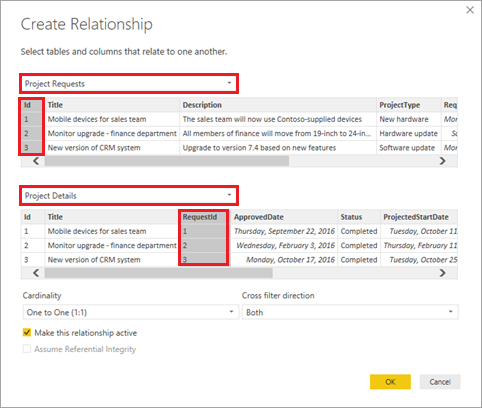 Create Relationship
Select tables and columns that relate to one another.
Project Requests
Id Title Description ProjectType Req
1 Mobile devices for sales team The sales team will now use Contoso-supplied devices New hardware Mon
2 Monitor upgrade - finance department All members of finance will move from 19-inch to 24-in... Hardware update Sa
3 New version of CRM system Upgrade to version 7.4 based on new features Software update Mon
Project Details
Id Title RequestId ApprovedDate Status ProjectedStartDate
1 Mobile devices for sales team 1 Thursday, September 22, 2016 Completed Tuesday, October 11
2 Monitor upgrade - finance department 2 Wednesday, February 3, 2016 Completed Thursday, February 11
3 New version of CRM system 3 Monday, October 17, 2016 Completed Tuesday, October 25
Cardinality Cross filter direction
One to One (1:1) Both
Make this relationship active
Assume Referential Integrity
OK Cancel